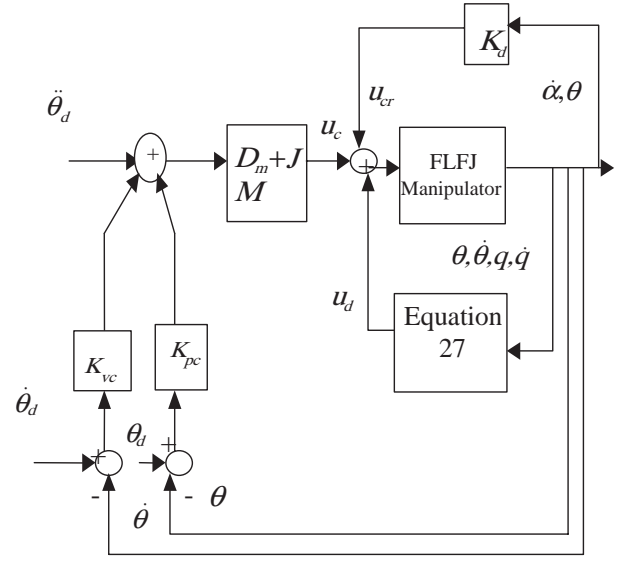 K_d
θ̈_d
u_cr
α̇,θ
u_c
+
D_m+J
M
+
FLFJ
Manipulator
θ,θ̇,q,q̇
u_d
Equation
27
K_vc
K_pc
θ̇_d
+
θ_d
+
-
θ̇
-
θ